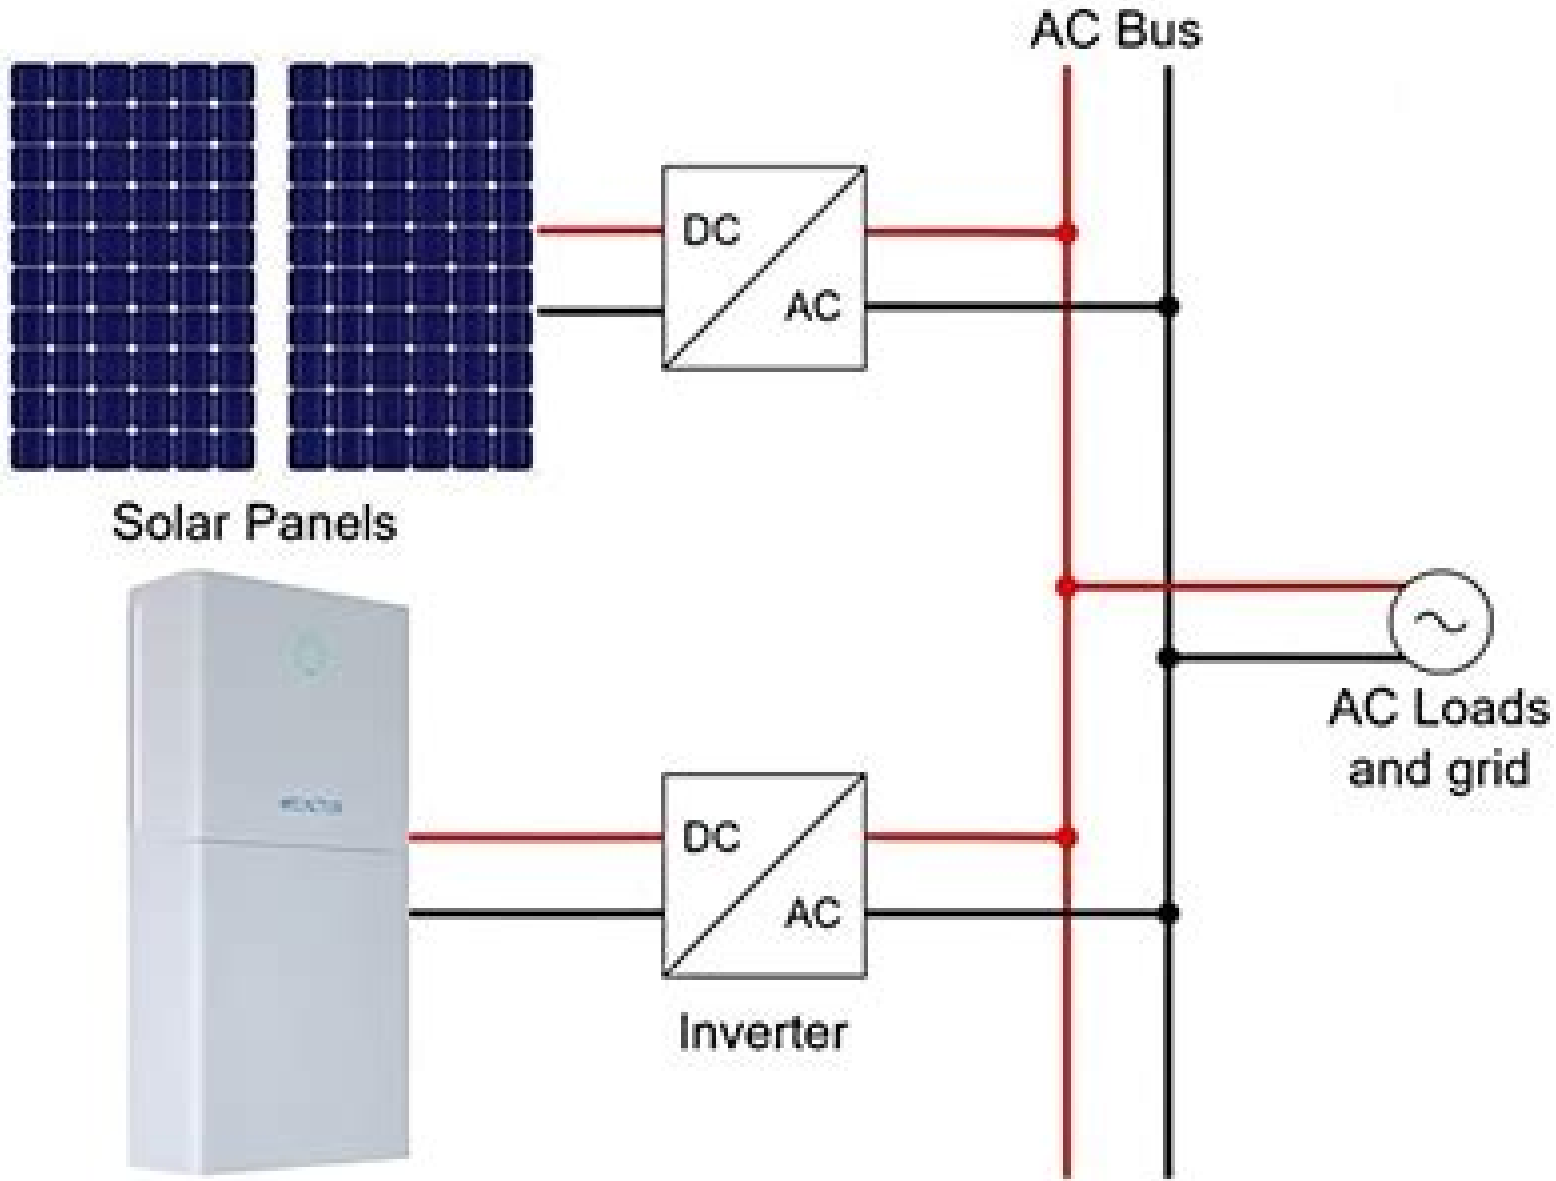 AC Bus
DC
AC
Solar Panels
AC Loads
and grid
DC
AC
Inverter